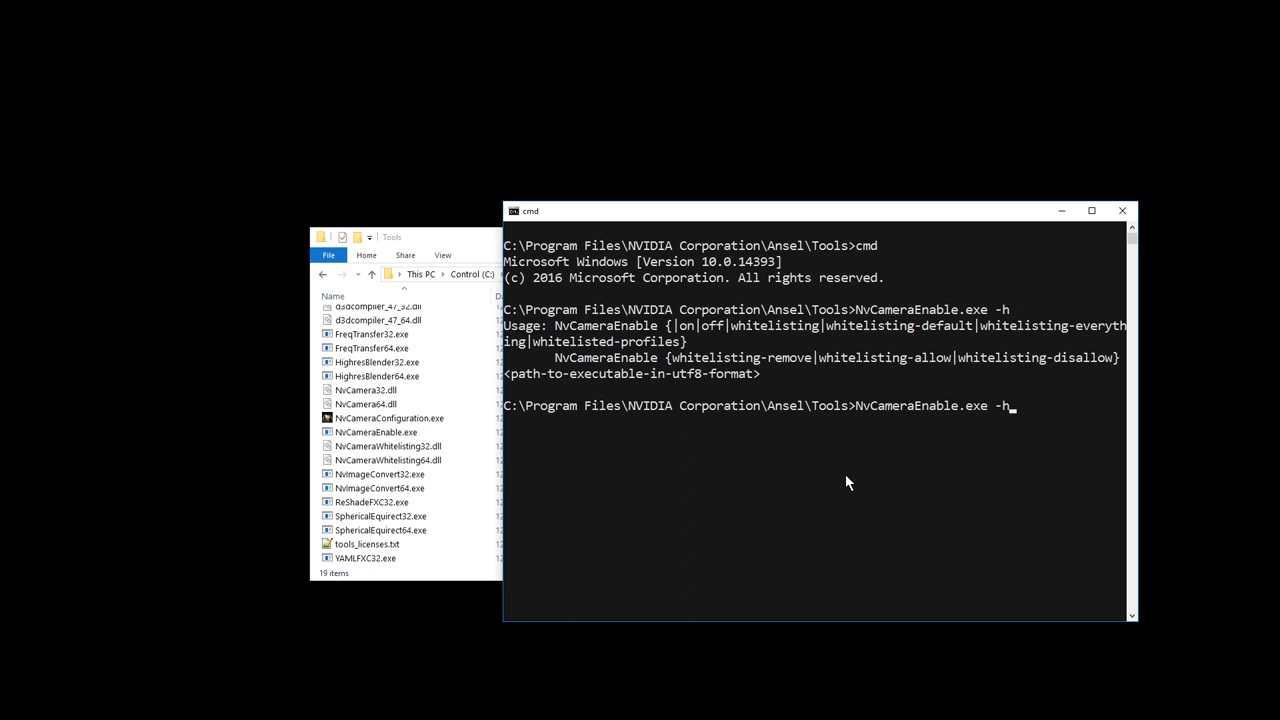 Tools
File Home Share View
This PC Control (C:)
Name
d3dcompiler_47_32.dll
d3dcompiler_47_64.dll
FreqTransfer32.exe
FreqTransfer64.exe
HighresBlender32.exe
HighresBlender64.exe
NvCamera32.dll
NvCamera64.dll
NvCameraConfiguration.exe
NvCameraEnable.exe
NvCameraWhitelisting32.dll
NvCameraWhitelisting64.dll
NvImageConvert32.exe
NvImageConvert64.exe
ReShadeFXC32.exe
SphericalEquirect32.exe
SphericalEquirect64.exe
tools_licenses.txt
YAMLFXC32.exe
19 items
cmd
C:\Program Files\NVIDIA Corporation\Ansel\Tools>cmd
Microsoft Windows [Version 10.0.14393]
(c) 2016 Microsoft Corporation. All rights reserved.
C:\Program Files\NVIDIA Corporation\Ansel\Tools>NvCameraEnable.exe -h
Usage: NvCameraEnable {|on|off|whitelisting|whitelisting-default|whitelisting-everyth
ing|whitelisted-profiles}
NvCameraEnable {whitelisting-remove|whitelisting-allow|whitelisting-disallow}
<path-to-executable-in-utf8-format>
C:\Program Files\NVIDIA Corporation\Ansel\Tools>NvCameraEnable.exe -h